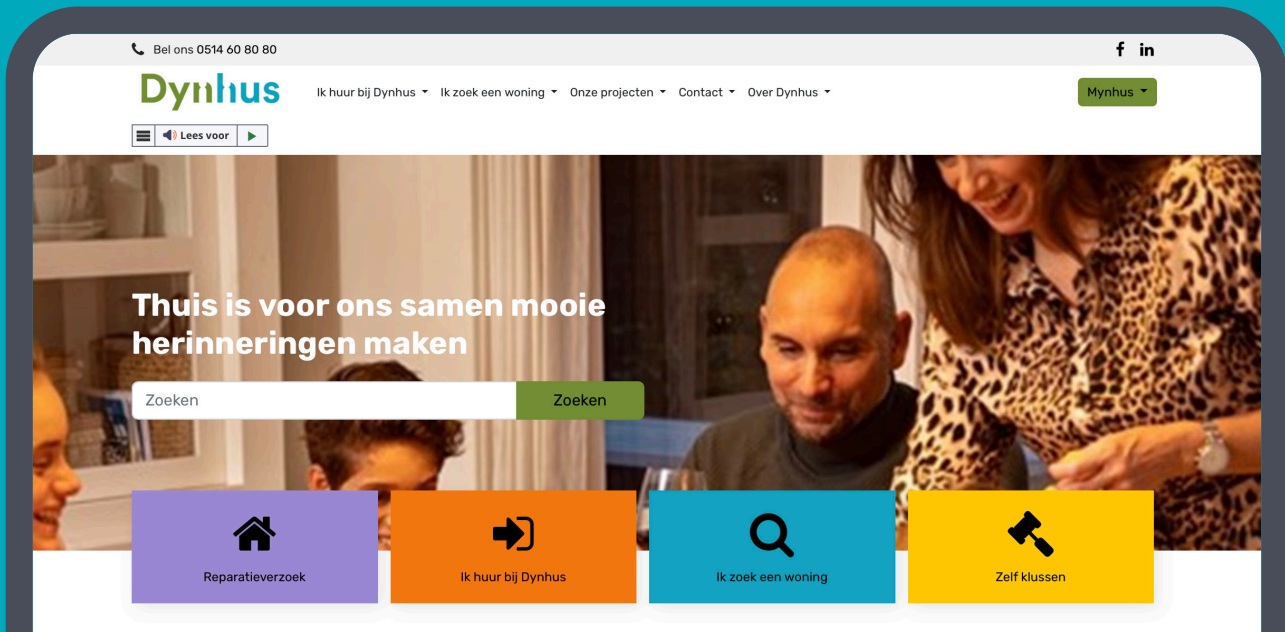 Bel ons 0514 60 80 80
f in
Dynhus
Ik huur bij Dynhus Ik zoek een woning Onze projecten Contact Over Dynhus
Mynhus
Lees voor
Thuis is voor ons samen mooie
herinneringen maken
Zoeken
Zoeken
Reparatieverzoek
Ik huur bij Dynhus
Ik zoek een woning
Zelf klussen